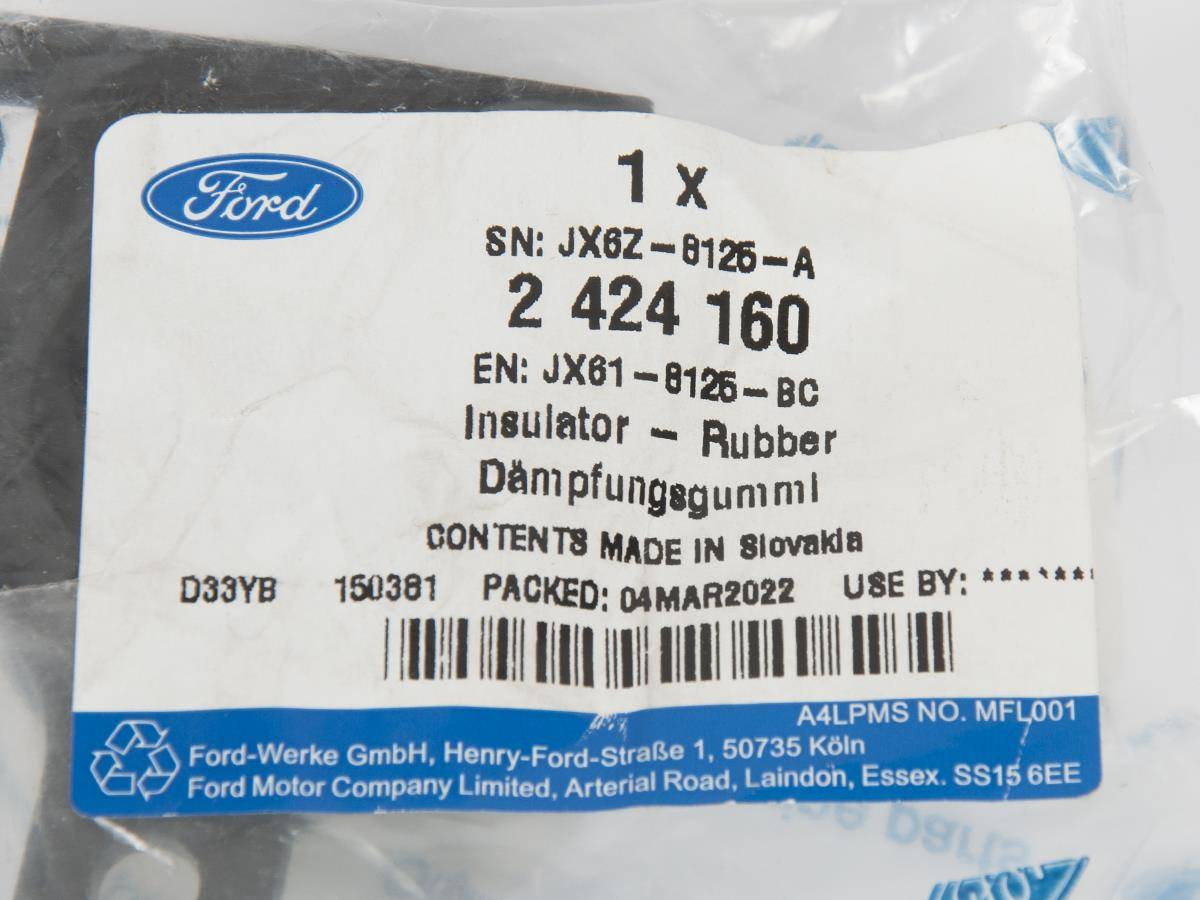 Ford
1 x
SN: JX6Z-8125-A
2 424 160
EN: JX61-8125-BC
Insulator - Rubber
Dämpfungsgummi
CONTENTS MADE IN Slovakia
D33YB 150381 PACKED: 04MAR2022 USE BY: *******
A4LPMS NO. MFL001
Ford-Werke GmbH, Henry-Ford-Straße 1, 50735 Köln
Ford Motor Company Limited, Arterial Road, Laindon, Essex. SS15 6EE
parts